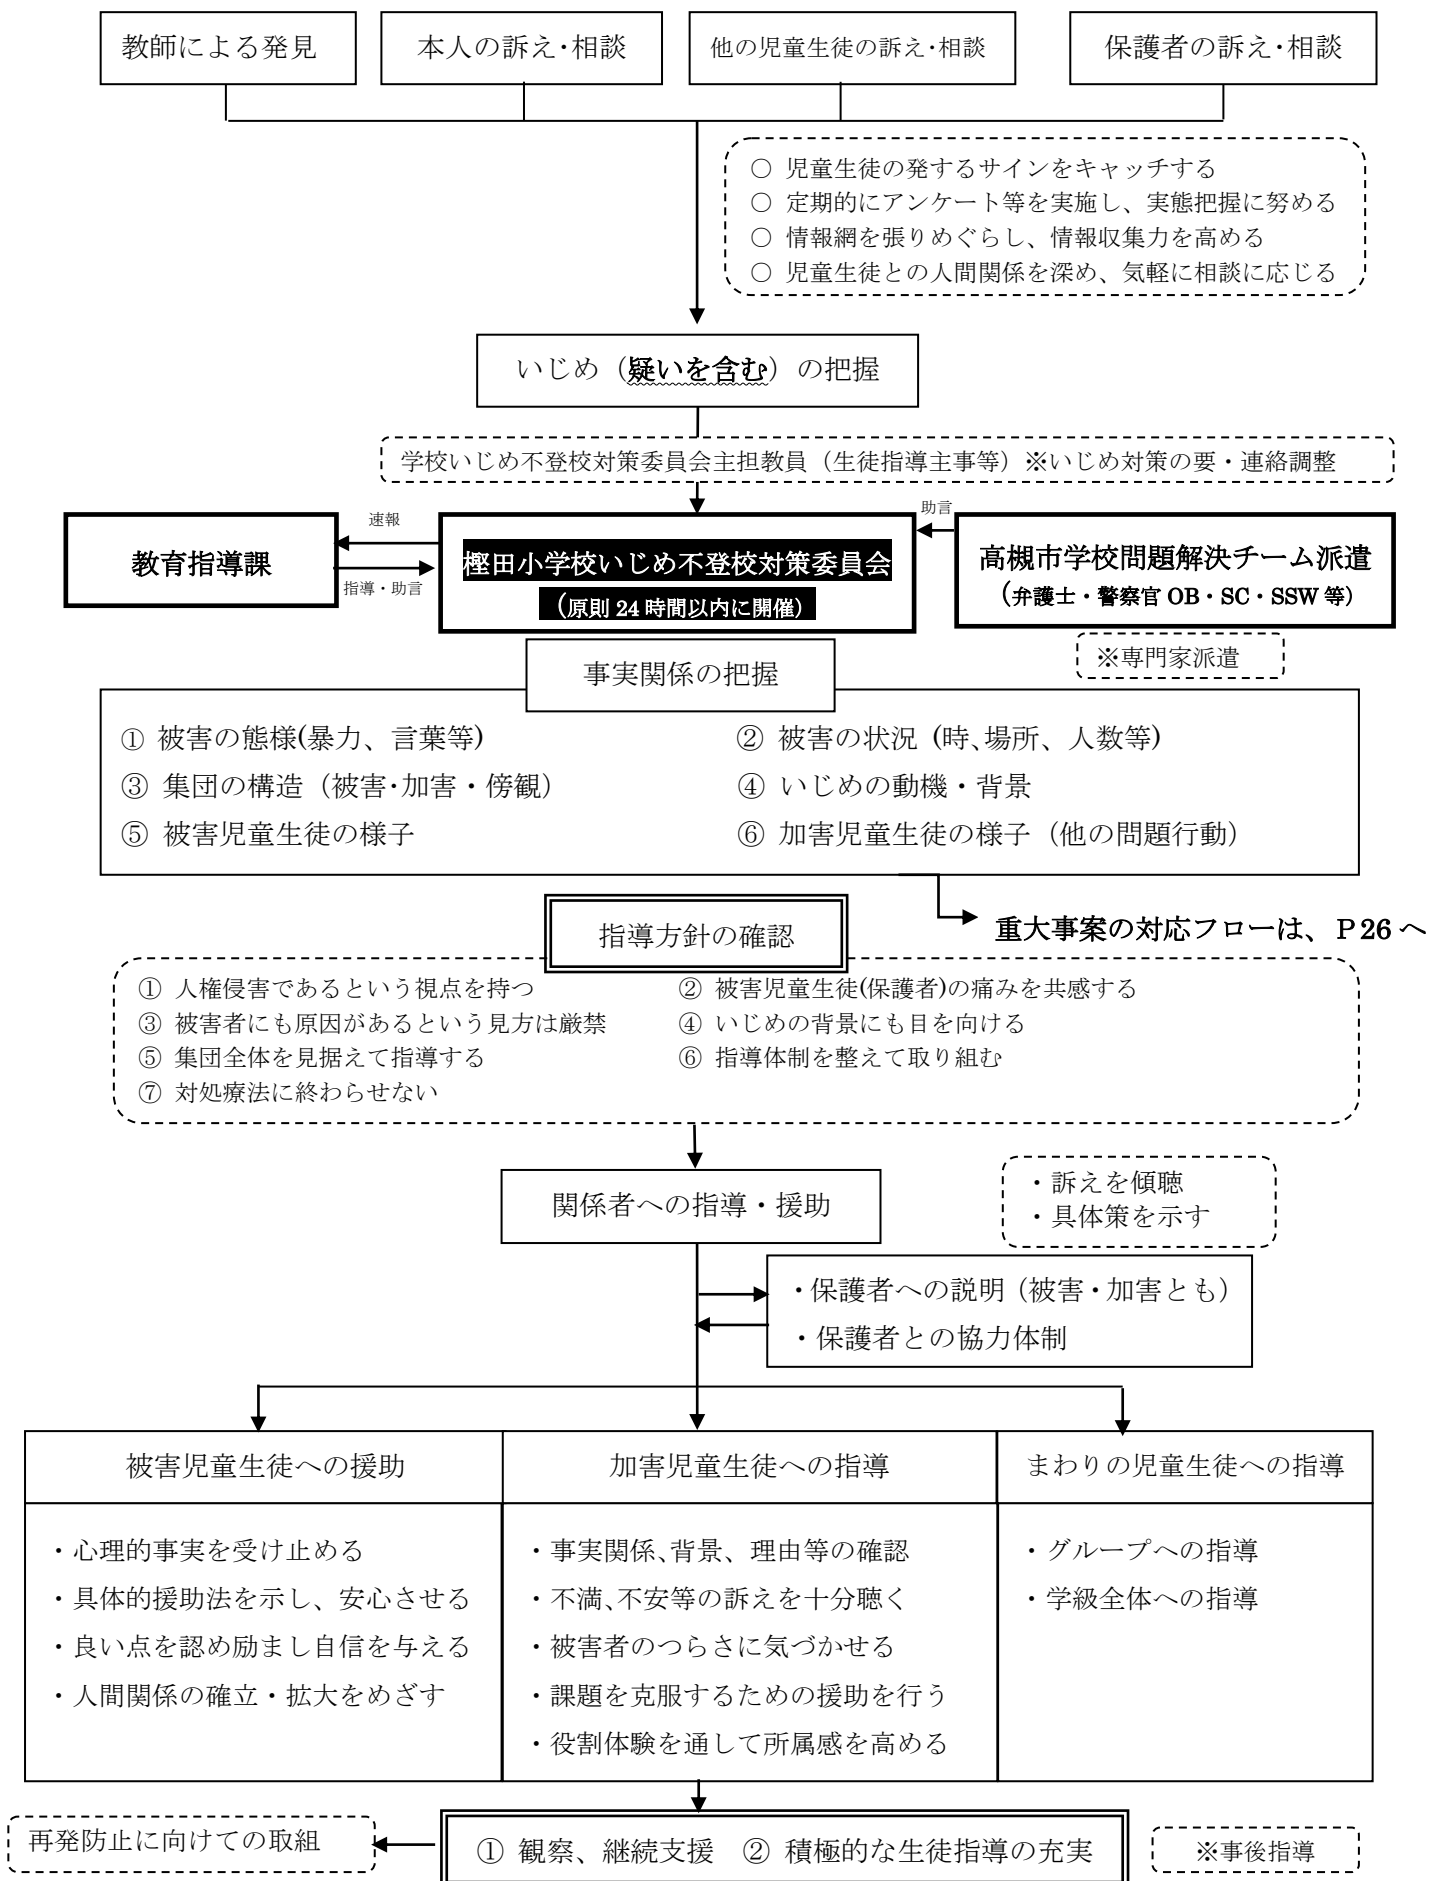 教師による発見
本人の訴え・相談
他の児童生徒の訴え・相談
保護者の訴え・相談
○ 児童生徒の発するサインをキャッチする
○ 定期的にアンケート等を実施し、実態把握に努める
○ 情報網を張りめぐらし、情報収集力を高める
○ 児童生徒との人間関係を深め、気軽に相談に応じる
いじめ（疑いを含む）の把握
学校いじめ不登校対策委員会主担教員（生徒指導主事等）※いじめ対策の要・連絡調整
教育指導課
速報
指導・助言
樫田小学校いじめ不登校対策委員会
（原則 24 時間以内に開催）
助言
高槻市学校問題解決チーム派遣
（弁護士・警察官 OB・SC・SSW 等）
※専門家派遣
事実関係の把握
① 被害の態様(暴力、言葉等)
② 被害の状況 (時、場所、人数等)
③ 集団の構造（被害・加害・傍観）
④ いじめの動機・背景
⑤ 被害児童生徒の様子
⑥ 加害児童生徒の様子（他の問題行動）
重大事案の対応フローは、Ｐ26 へ
指導方針の確認
① 人権侵害であるという視点を持つ
② 被害児童生徒(保護者)の痛みを共感する
③ 被害者にも原因があるという見方は厳禁
④ いじめの背景にも目を向ける
⑤ 集団全体を見据えて指導する
⑥ 指導体制を整えて取り組む
⑦ 対処療法に終わらせない
関係者への指導・援助
・訴えを傾聴
・具体策を示す
・保護者への説明（被害・加害とも）
・保護者との協力体制
被害児童生徒への援助
・心理的事実を受け止める
・具体的援助法を示し、安心させる
・良い点を認め励まし自信を与える
・人間関係の確立・拡大をめざす
加害児童生徒への指導
・事実関係、背景、理由等の確認
・不満、不安等の訴えを十分聴く
・被害者のつらさに気づかせる
・課題を克服するための援助を行う
・役割体験を通して所属感を高める
まわりの児童生徒への指導
・グループへの指導
・学級全体への指導
再発防止に向けての取組
① 観察、継続支援　② 積極的な生徒指導の充実
※事後指導